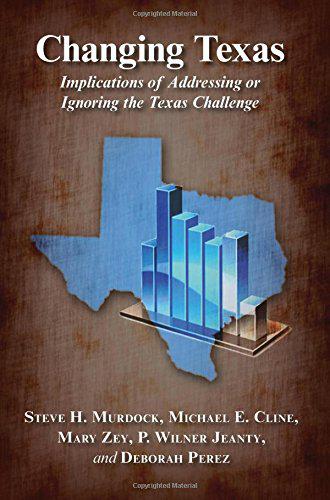 Changing Texas
Implications of Addressing or
Ignoring the Texas Challenge
Steve H. Murdock, Michael E. Cline,
Mary Zey, P. Wilner Jeanty,
and Deborah Perez